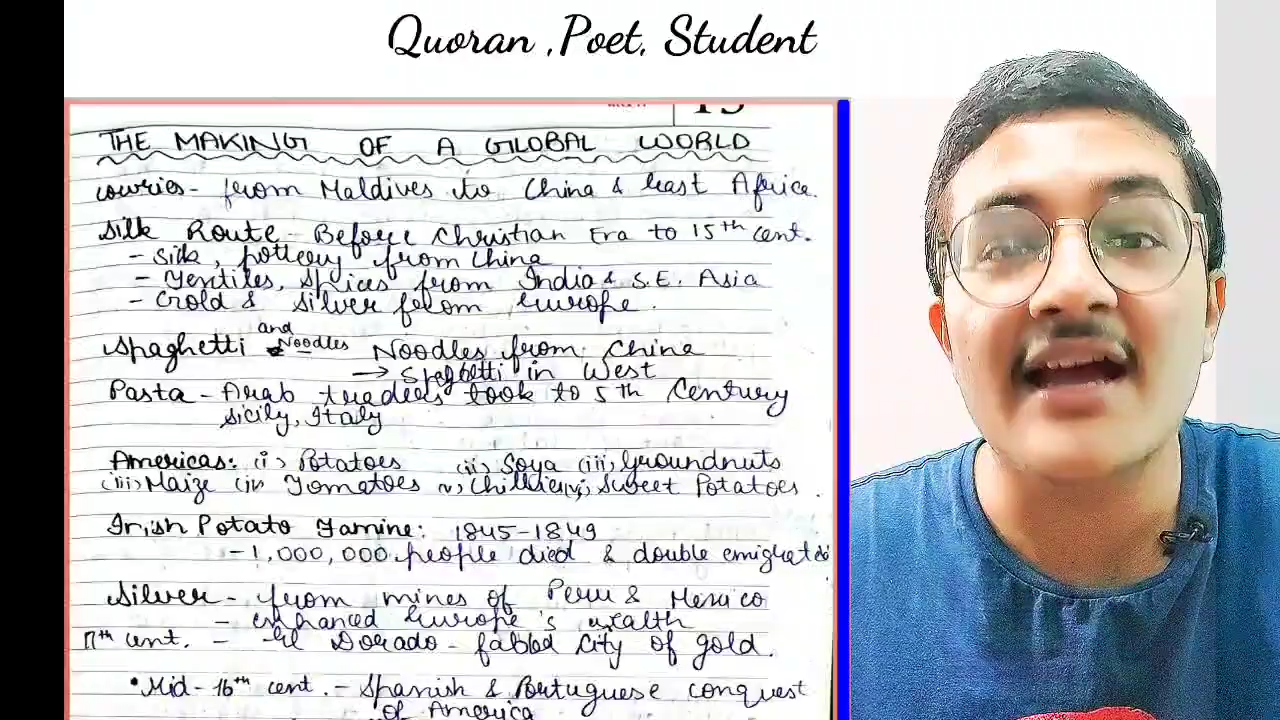 Quoran ,Poet, Student
THE MAKING OF A GLOBAL WORLD
cowries - from Maldives to China & East Africa.
Silk Route - Before Christian Era to 15th cent.
- Silk, pottery from China
- Textiles, spices from India & S.E. Asia
- Gold & Silver from Europe.
Spaghetti and Noodles Noodles from China
→ Spaghetti in West
Pasta - Arab traders took to 5th Century
Sicily, Italy
Americas: (i) Potatoes (ii) Soya (iii) Groundnuts
(iii) Maize (iv) Tomatoes v) Chillies (vi) Sweet Potatoes.
Irish Potato Famine: 1845-1849
- 1,000,000 people died & double emigrated
Silver - from mines of Peru & Mexico
- enhanced Europe's wealth
17th cent. - El Dorado - fabled city of gold.
• Mid-16th cent. - Spanish & Portuguese conquest
of America